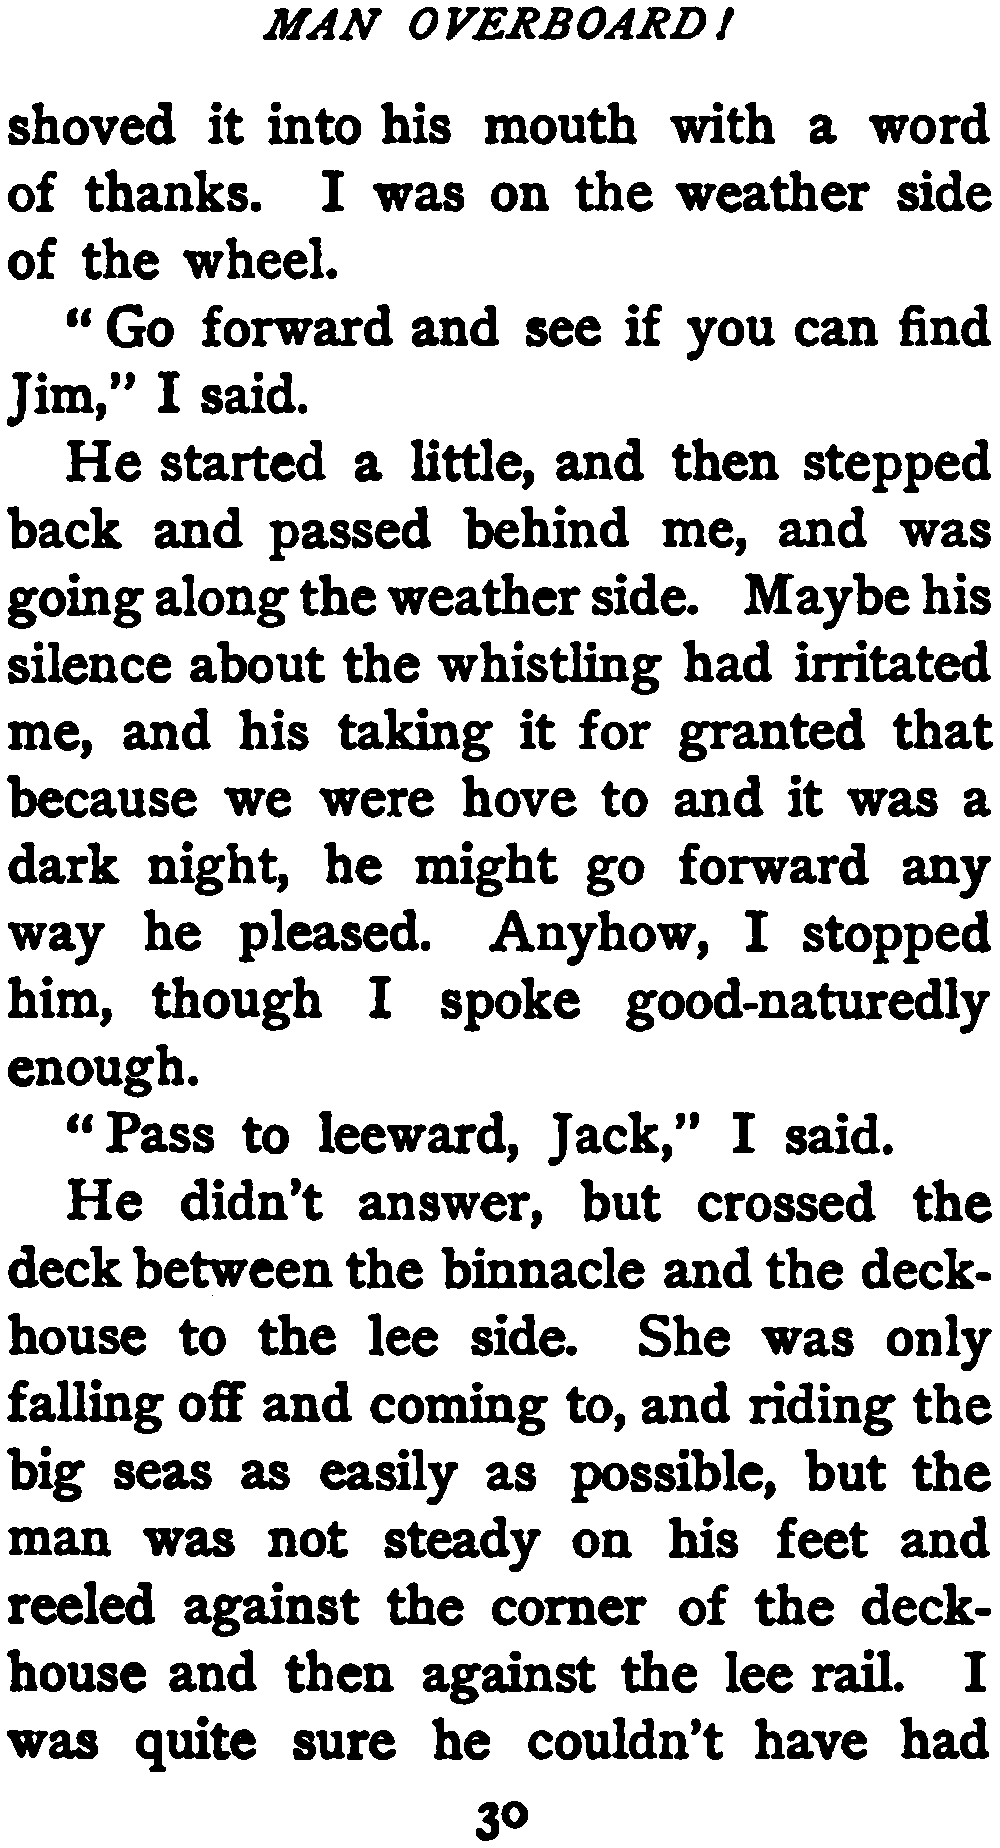 MAN OVERBOARD!
shoved it into his mouth with a word
of thanks. I was on the weather side
of the wheel.
“ Go forward and see if you can find
Jim,” I said.
He started a little, and then stepped
back and passed behind me, and was
going along the weather side. Maybe his
silence about the whistling had irritated
me, and his taking it for granted that
because we were hove to and it was a
dark night, he might go forward any
way he pleased. Anyhow, I stopped
him, though I spoke good-naturedly
enough.
“ Pass to leeward, Jack,” I said.
He didn’t answer, but crossed the
deck between the binnacle and the deck-
house to the lee side. She was only
falling off and coming to, and riding the
big seas as easily as possible, but the
man was not steady on his feet and
reeled against the corner of the deck-
house and then against the lee rail. I
was quite sure he couldn’t have had
30